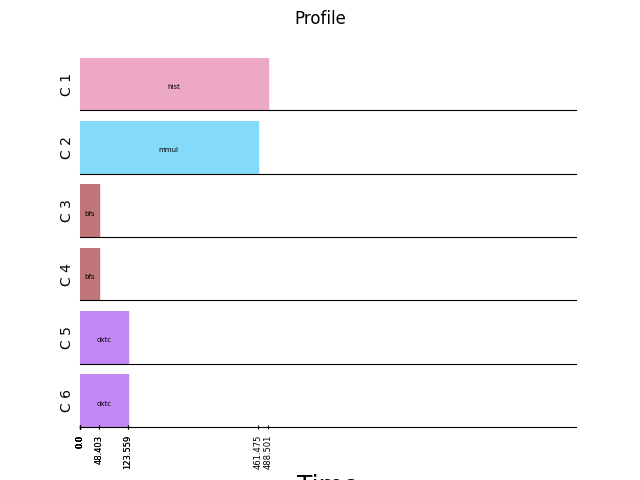 Profile
C 1
hist
C 2
mmul
C 3
bfs
C 4
bfs
C 5
dxtc
C 6
dxtc
0.0
48.403
123.559
461.475
488.501
Time